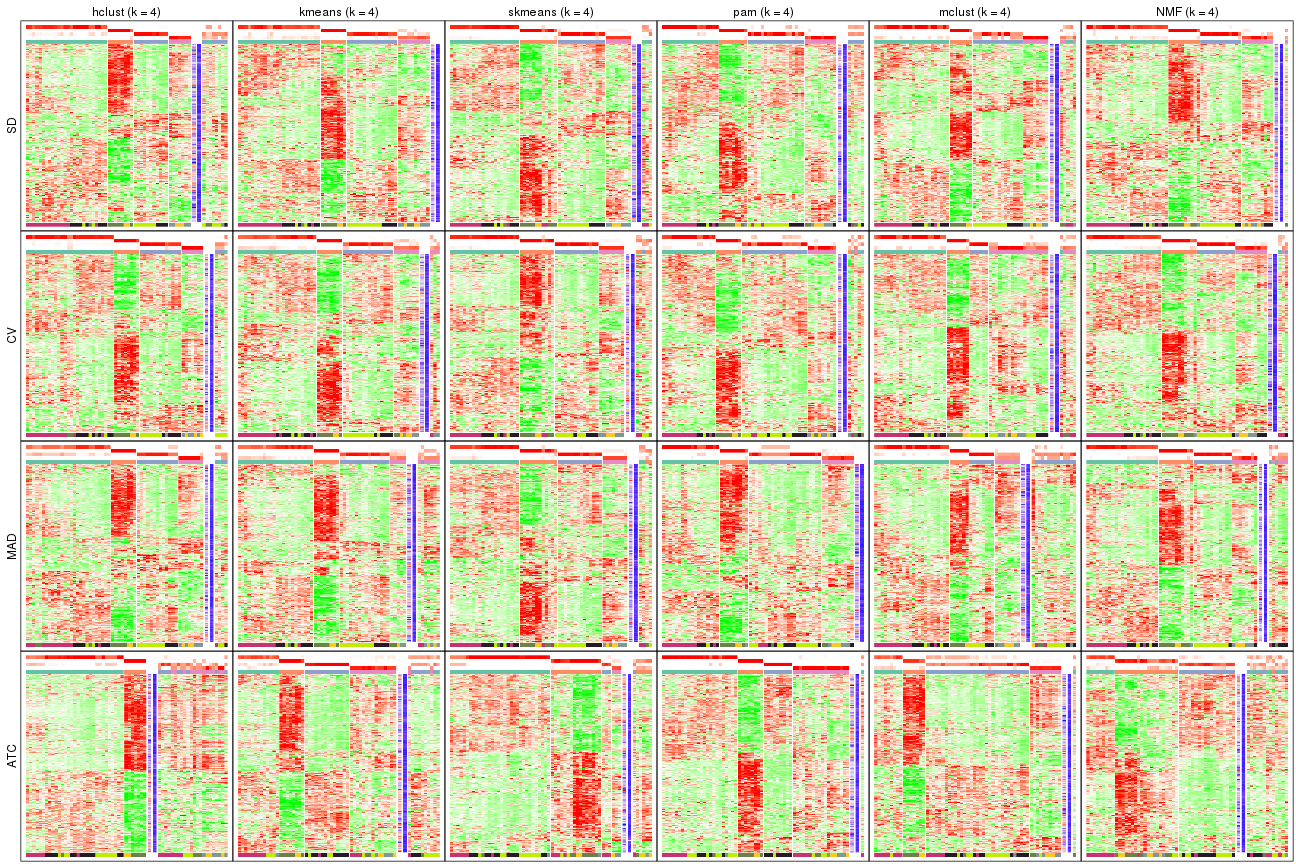 hclust (k = 4) kmeans (k = 4) skmeans (k = 4) pam (k = 4) mclust (k = 4) NMF (k = 4)
SD
CV
MAD
ATC